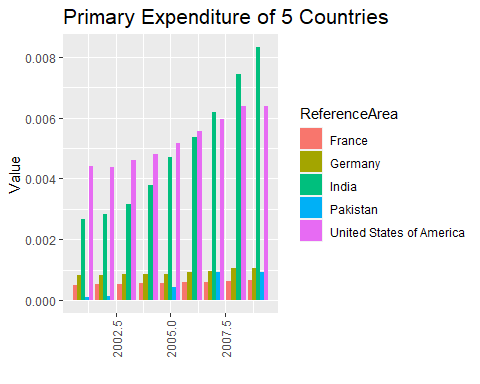 Primary Expenditure of 5 Countries
Value
0.008
0.006
0.004
0.002
0.000
2002.5
2005.0
2007.5
ReferenceArea
France
Germany
India
Pakistan
United States of America